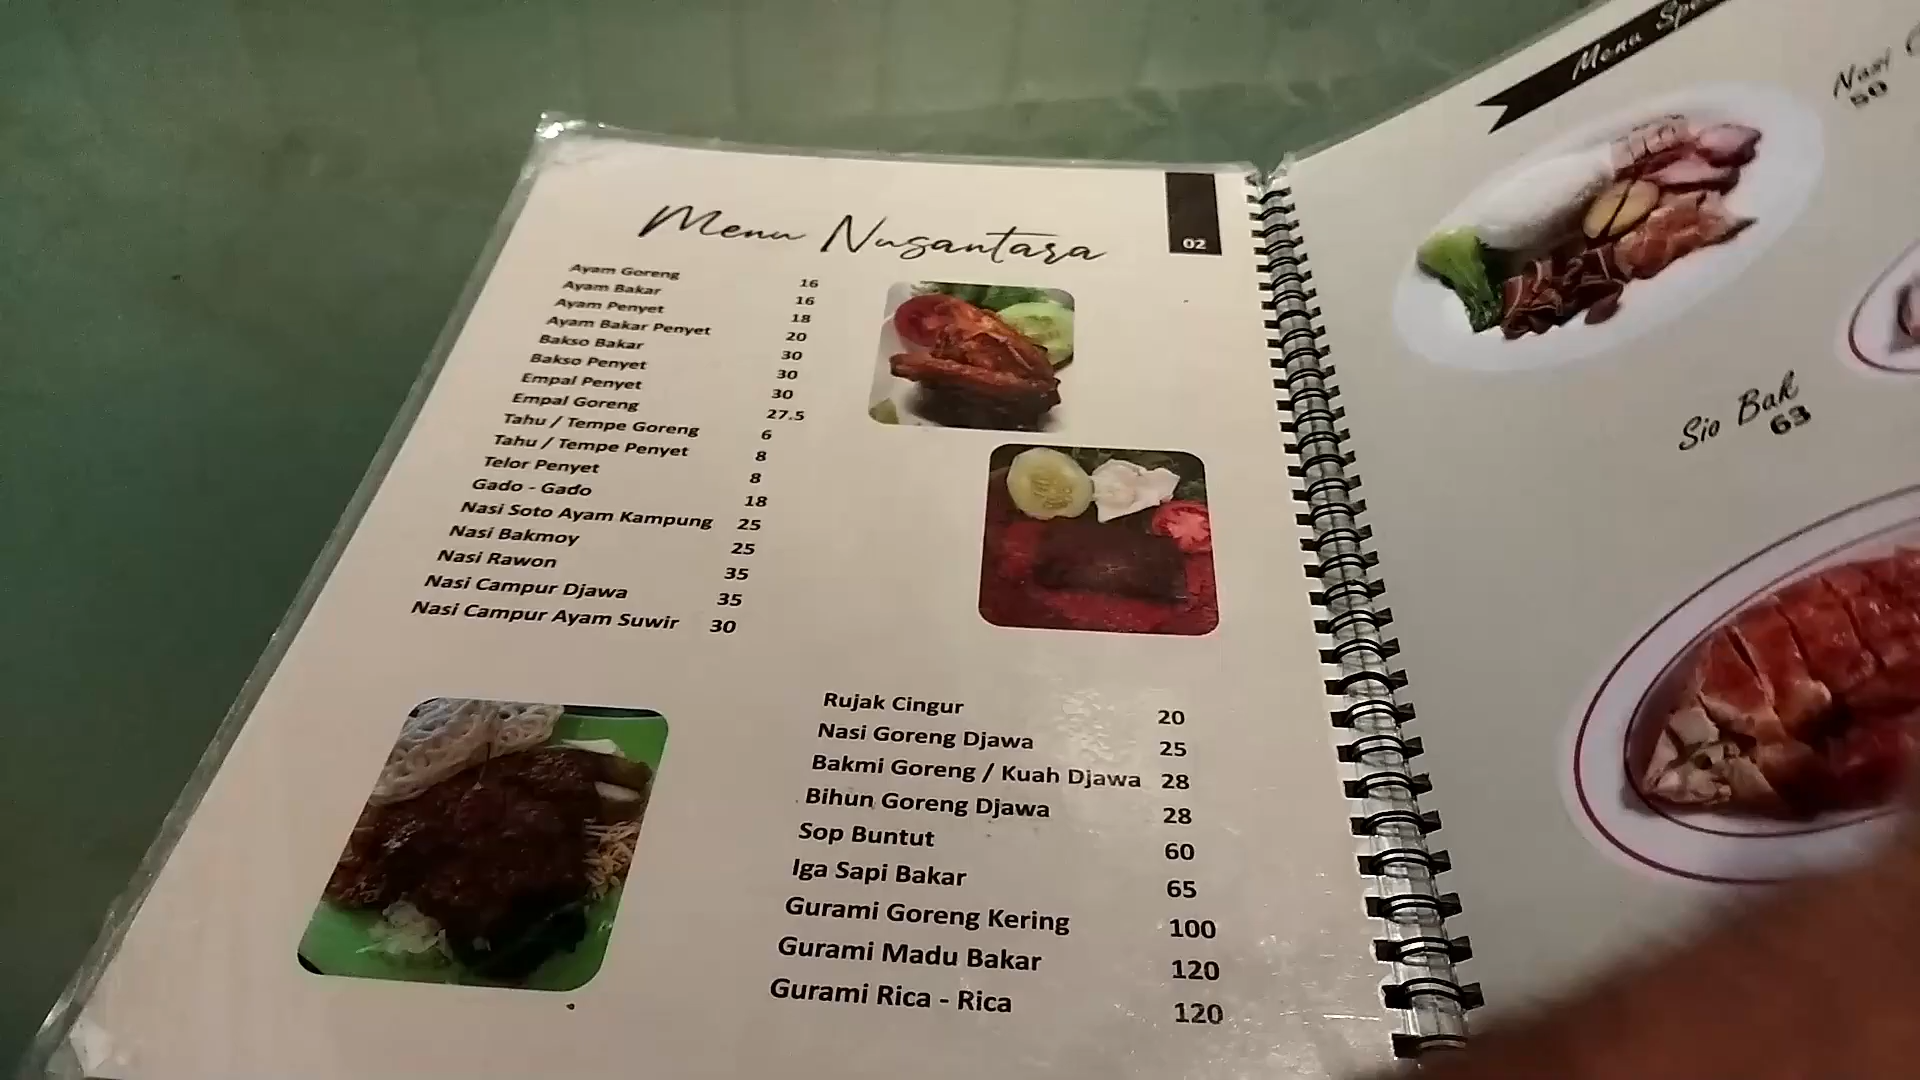 Menu Nusantara
02
Ayam Goreng 16
Ayam Bakar 16
Ayam Penyet 18
Ayam Bakar Penyet 20
Bakso Bakar 30
Bakso Penyet 30
Empal Penyet 30
Empal Goreng 27.5
Tahu / Tempe Goreng 6
Tahu / Tempe Penyet 8
Telor Penyet 8
Gado - Gado 18
Nasi Soto Ayam Kampung 25
Nasi Bakmoy 25
Nasi Rawon 35
Nasi Campur Djawa 35
Nasi Campur Ayam Suwir 30
Rujak Cingur 20
Nasi Goreng Djawa 25
Bakmi Goreng / Kuah Djawa 28
Bihun Goreng Djawa 28
Sop Buntut 60
Iga Sapi Bakar 65
Gurami Goreng Kering 100
Gurami Madu Bakar 120
Gurami Rica - Rica 120
Menu
Nasi
50
Sio Bak
63